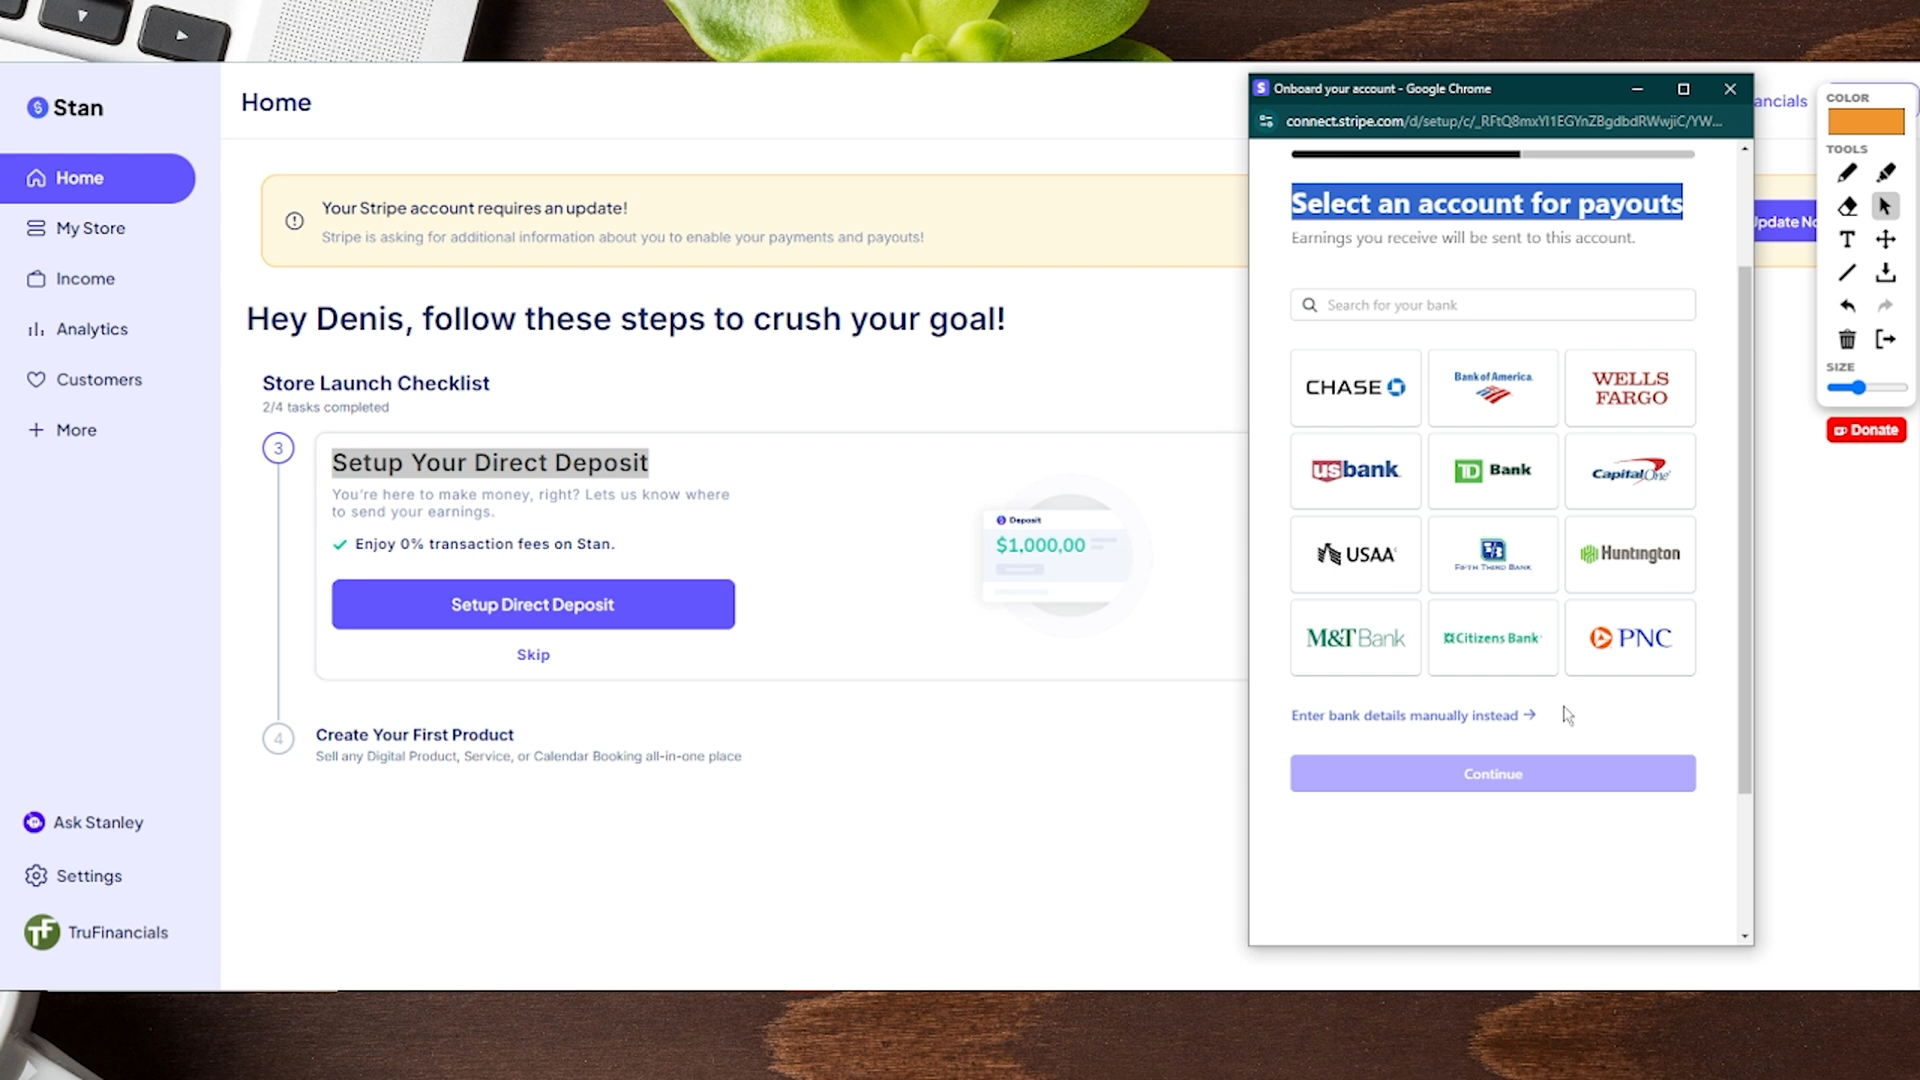 Stan
Home
My Store
Income
Analytics
Customers
More
Ask Stanley
Settings
TF TruFinancials
Home
Your Stripe account requires an update!
Stripe is asking for additional information about you to enable your payments and payouts!
Hey Denis, follow these steps to crush your goal!
Store Launch Checklist
2/4 tasks completed
3
Setup Your Direct Deposit
You're here to make money, right? Lets us know where
to send your earnings.
Enjoy 0% transaction fees on Stan.
Setup Direct Deposit
Skip
Deposit
$1,000,00
4
Create Your First Product
Sell any Digital Product, Service, or Calendar Booking all-in-one place
S Onboard your account - Google Chrome
connect.stripe.com/d/setup/c/_RFtQ8mxYl1EGYnZBgdbdRWwjiC/YW...
Select an account for payouts
Earnings you receive will be sent to this account.
Search for your bank
CHASE
Bank of America
WELLS
FARGO
usbank
TD Bank
Capital One
USAA
FIFTH THIRD BANK
Huntington
M&T Bank
Citizens Bank
PNC
Enter bank details manually instead →
Continue
ancials
Update No
COLOR
TOOLS
T
SIZE
Donate